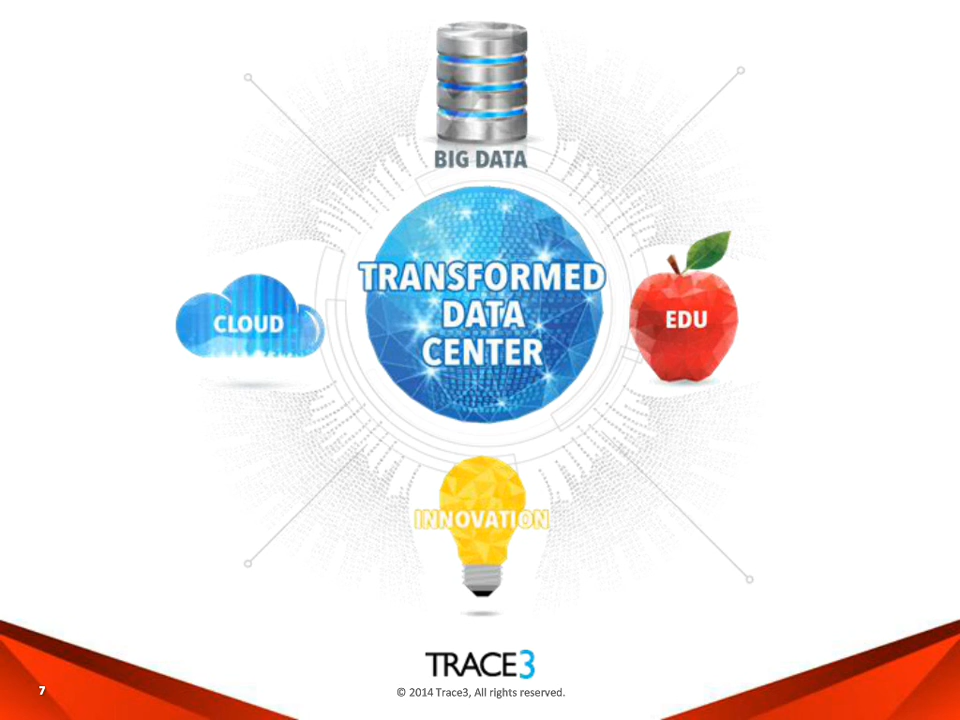 BIG DATA
TRANSFORMED
DATA
CENTER
CLOUD
EDU
INNOVATION
TRACE3
7
© 2014 Trace3, All rights reserved.